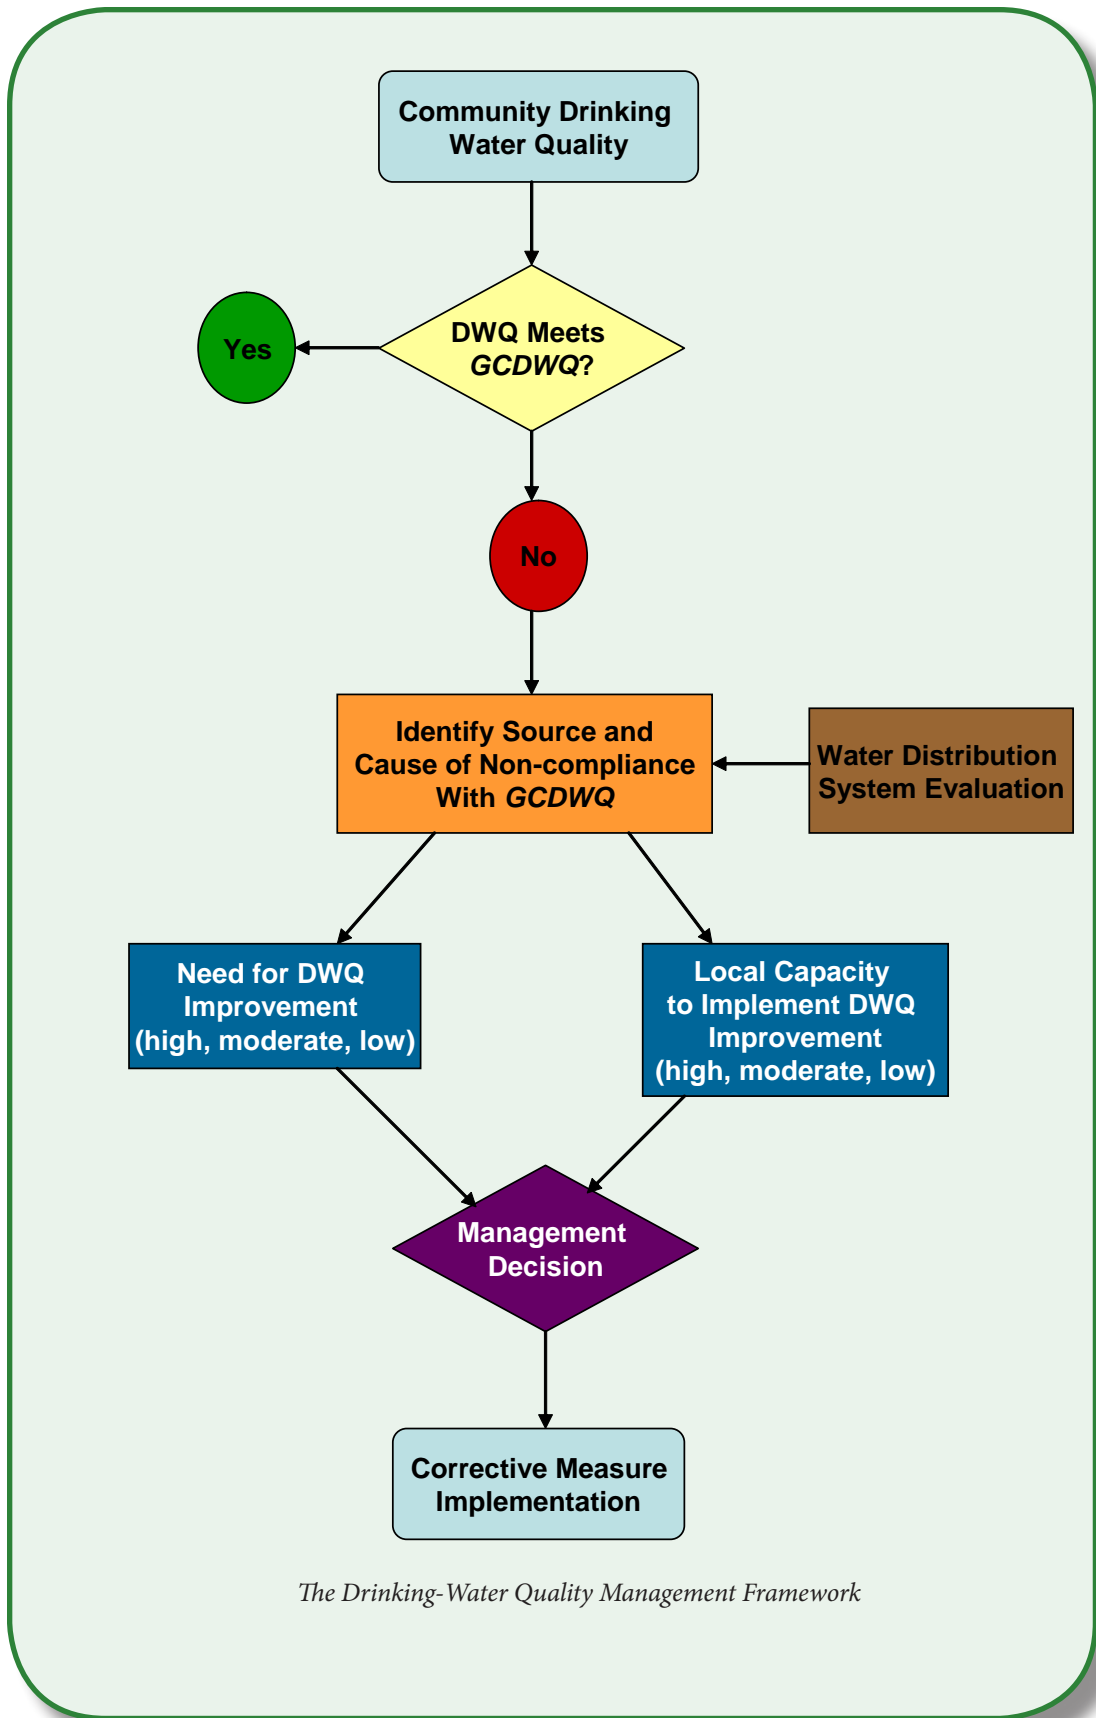 Community Drinking
Water Quality
DWQ Meets
GCDWQ?
Yes
No
Identify Source and
Cause of Non-compliance
With GCDWQ
Water Distribution
System Evaluation
Need for DWQ
Improvement
(high, moderate, low)
Local Capacity
to Implement DWQ
Improvement
(high, moderate, low)
Management
Decision
Corrective Measure
Implementation
The Drinking-Water Quality Management Framework